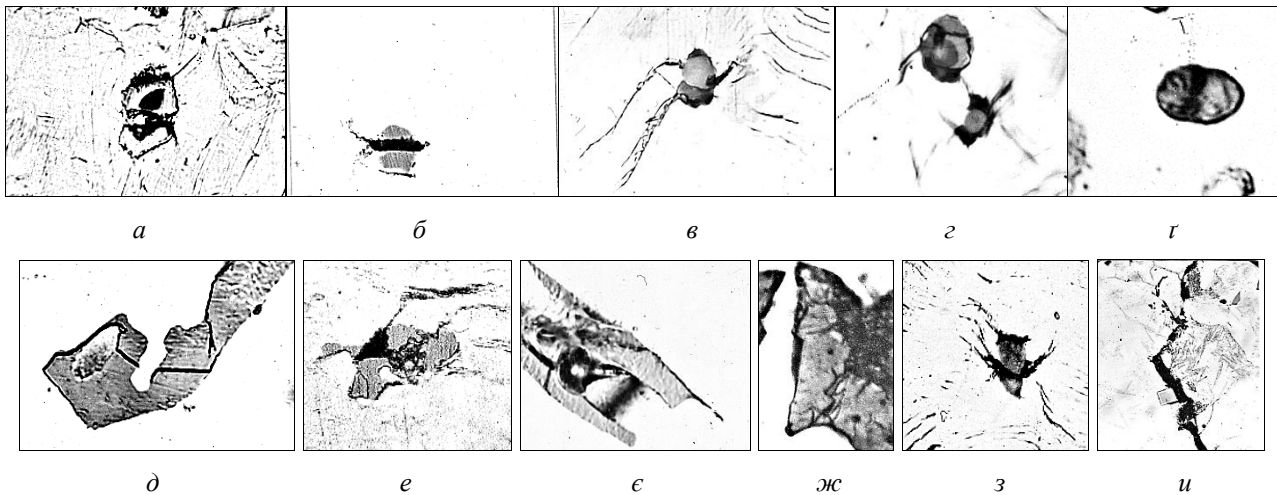 а б в г ґ
д е є ж з и